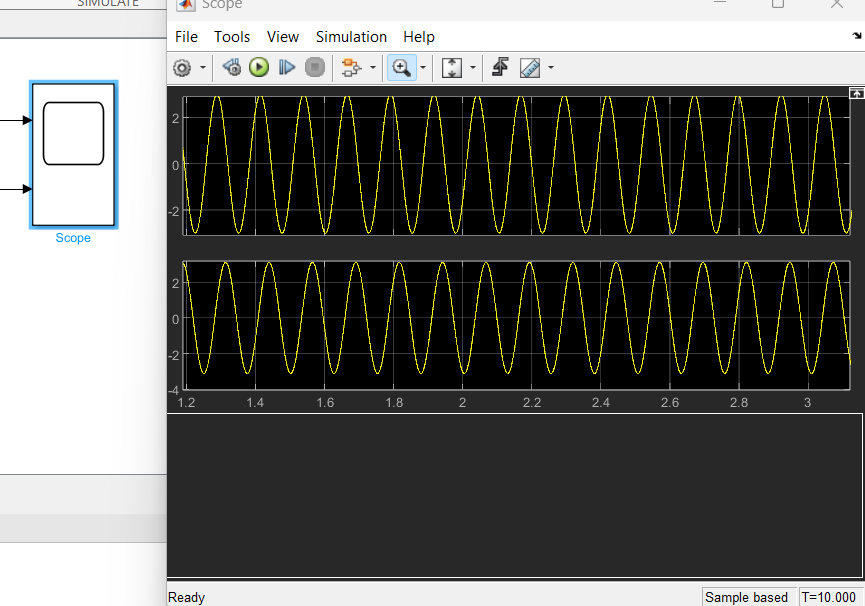 SIMULATE
Scope
File Tools View Simulation Help
2
0
-2
2
0
-2
-4
1.2 1.4 1.6 1.8 2 2.2 2.4 2.6 2.8 3
Scope
Ready Sample based T=10.000